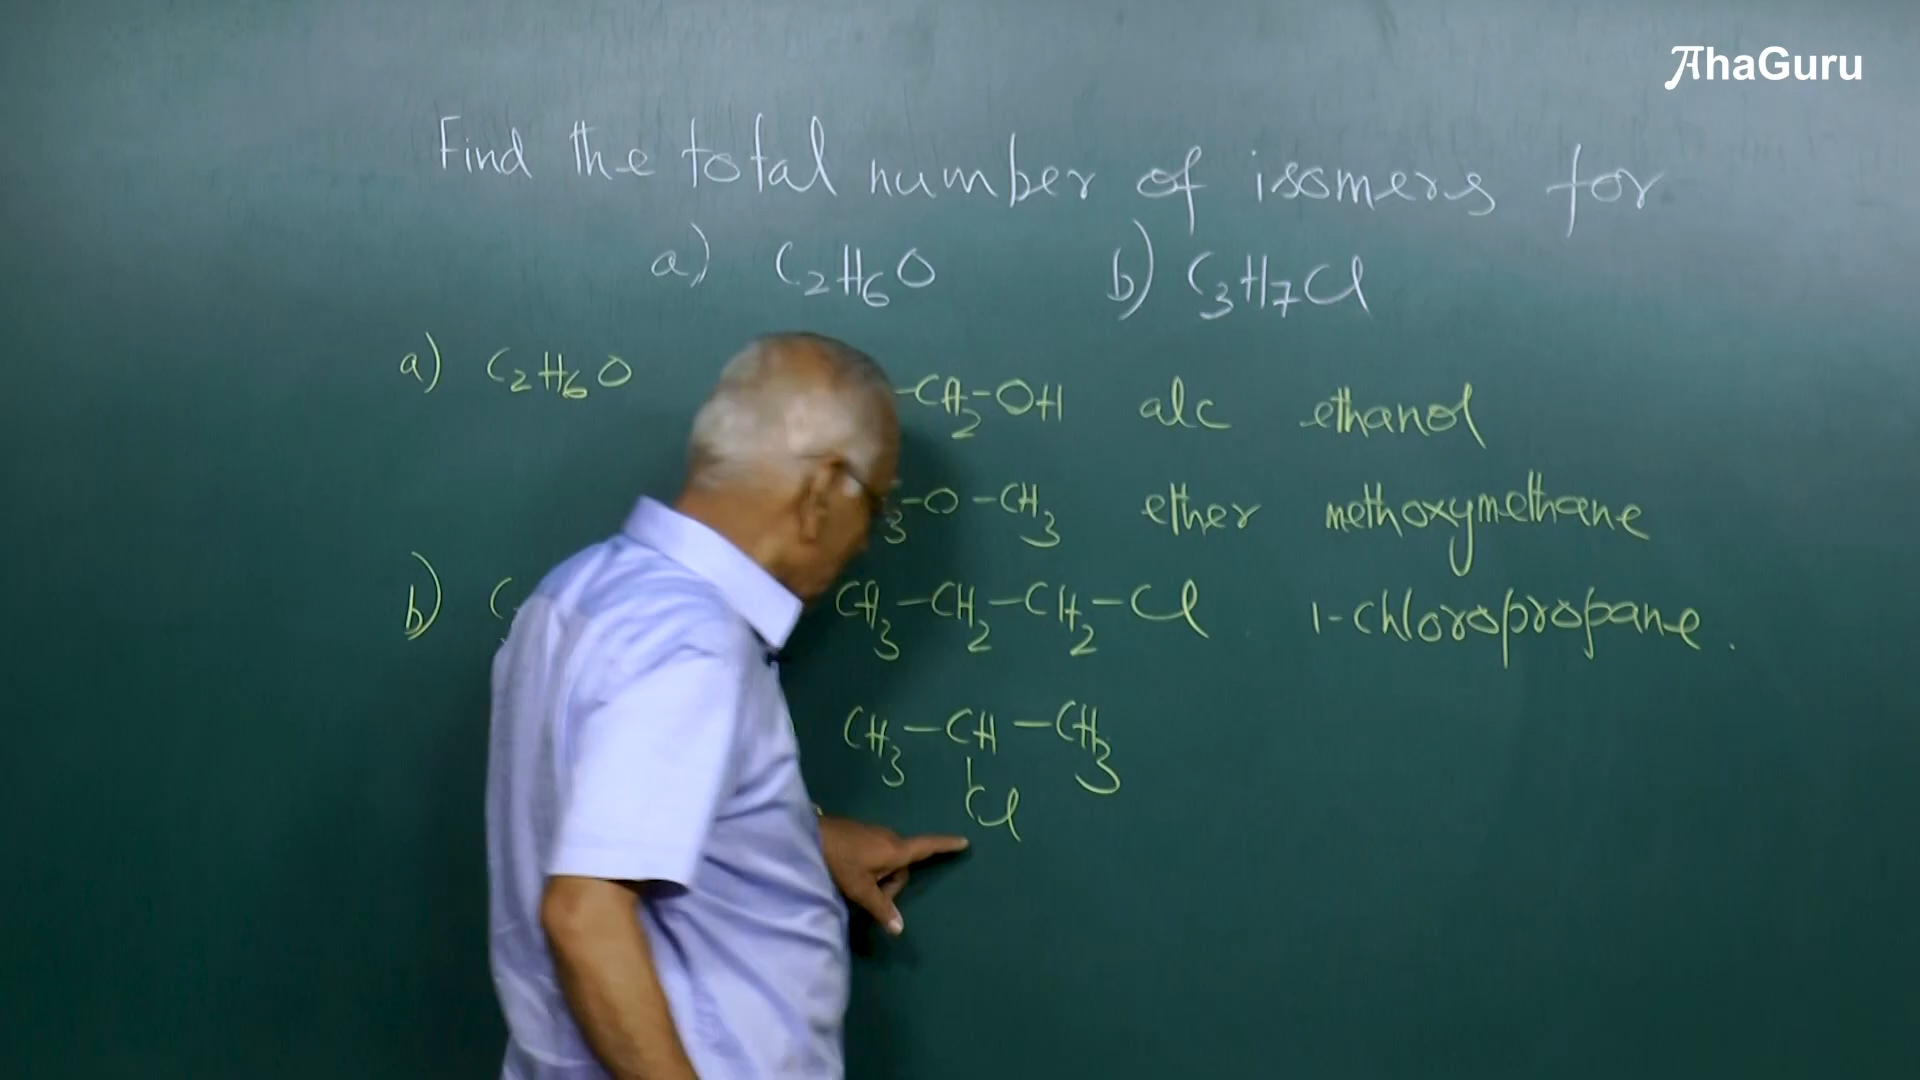 AhaGuru
Find the total number of isomers for
a) C₂H₆O b) C₃H₇Cl
a) C₂H₆O -CH₂-OH alc ethanol
₃-O-CH₃ ether methoxymethane
b) C CH₃-CH₂-CH₂-Cl 1-chloropropane.
CH₃-CH-CH₃
Cl